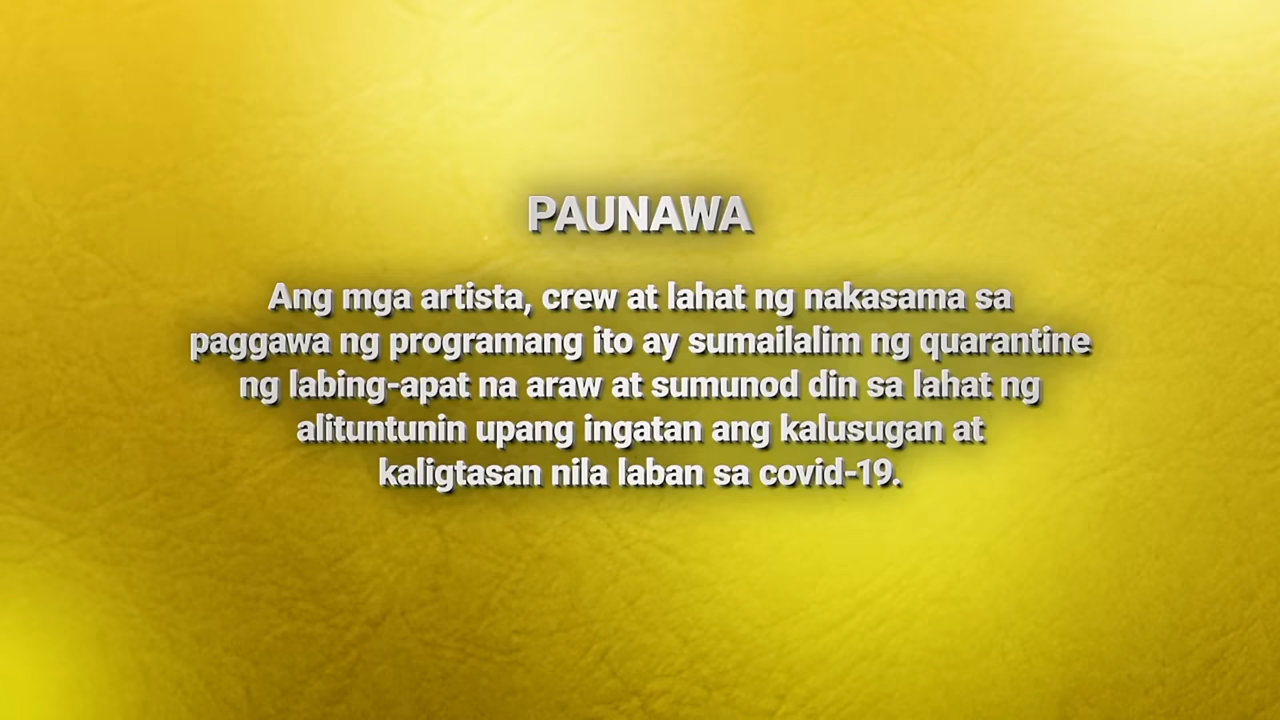 PAUNAWA
Ang mga artista, crew at lahat ng nakasama sa
paggawa ng programang ito ay sumailalim ng quarantine
ng labing-apat na araw at sumunod din sa lahat ng
alituntunin upang ingatan ang kalusugan at
kaligtasan nila laban sa covid-19.